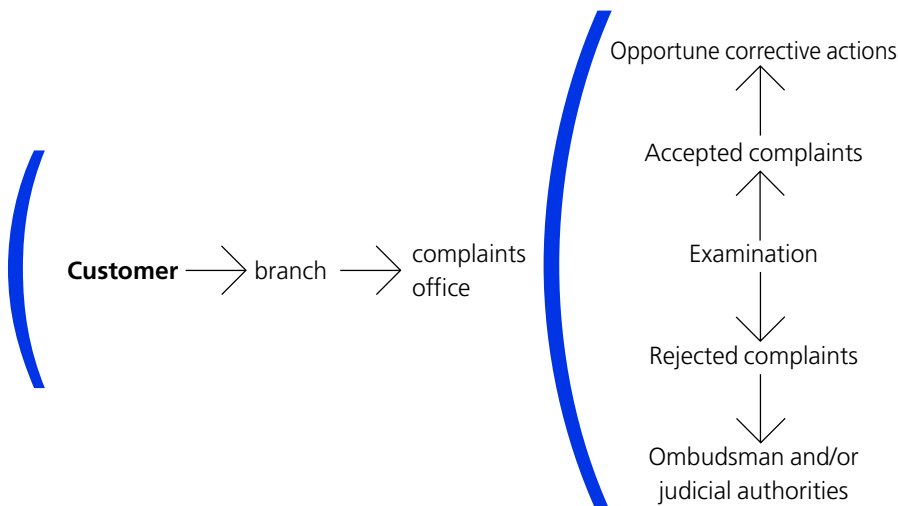 Customer
branch
complaints
office
Opportune corrective actions
Accepted complaints
Examination
Rejected complaints
Ombudsman and/or
judicial authorities